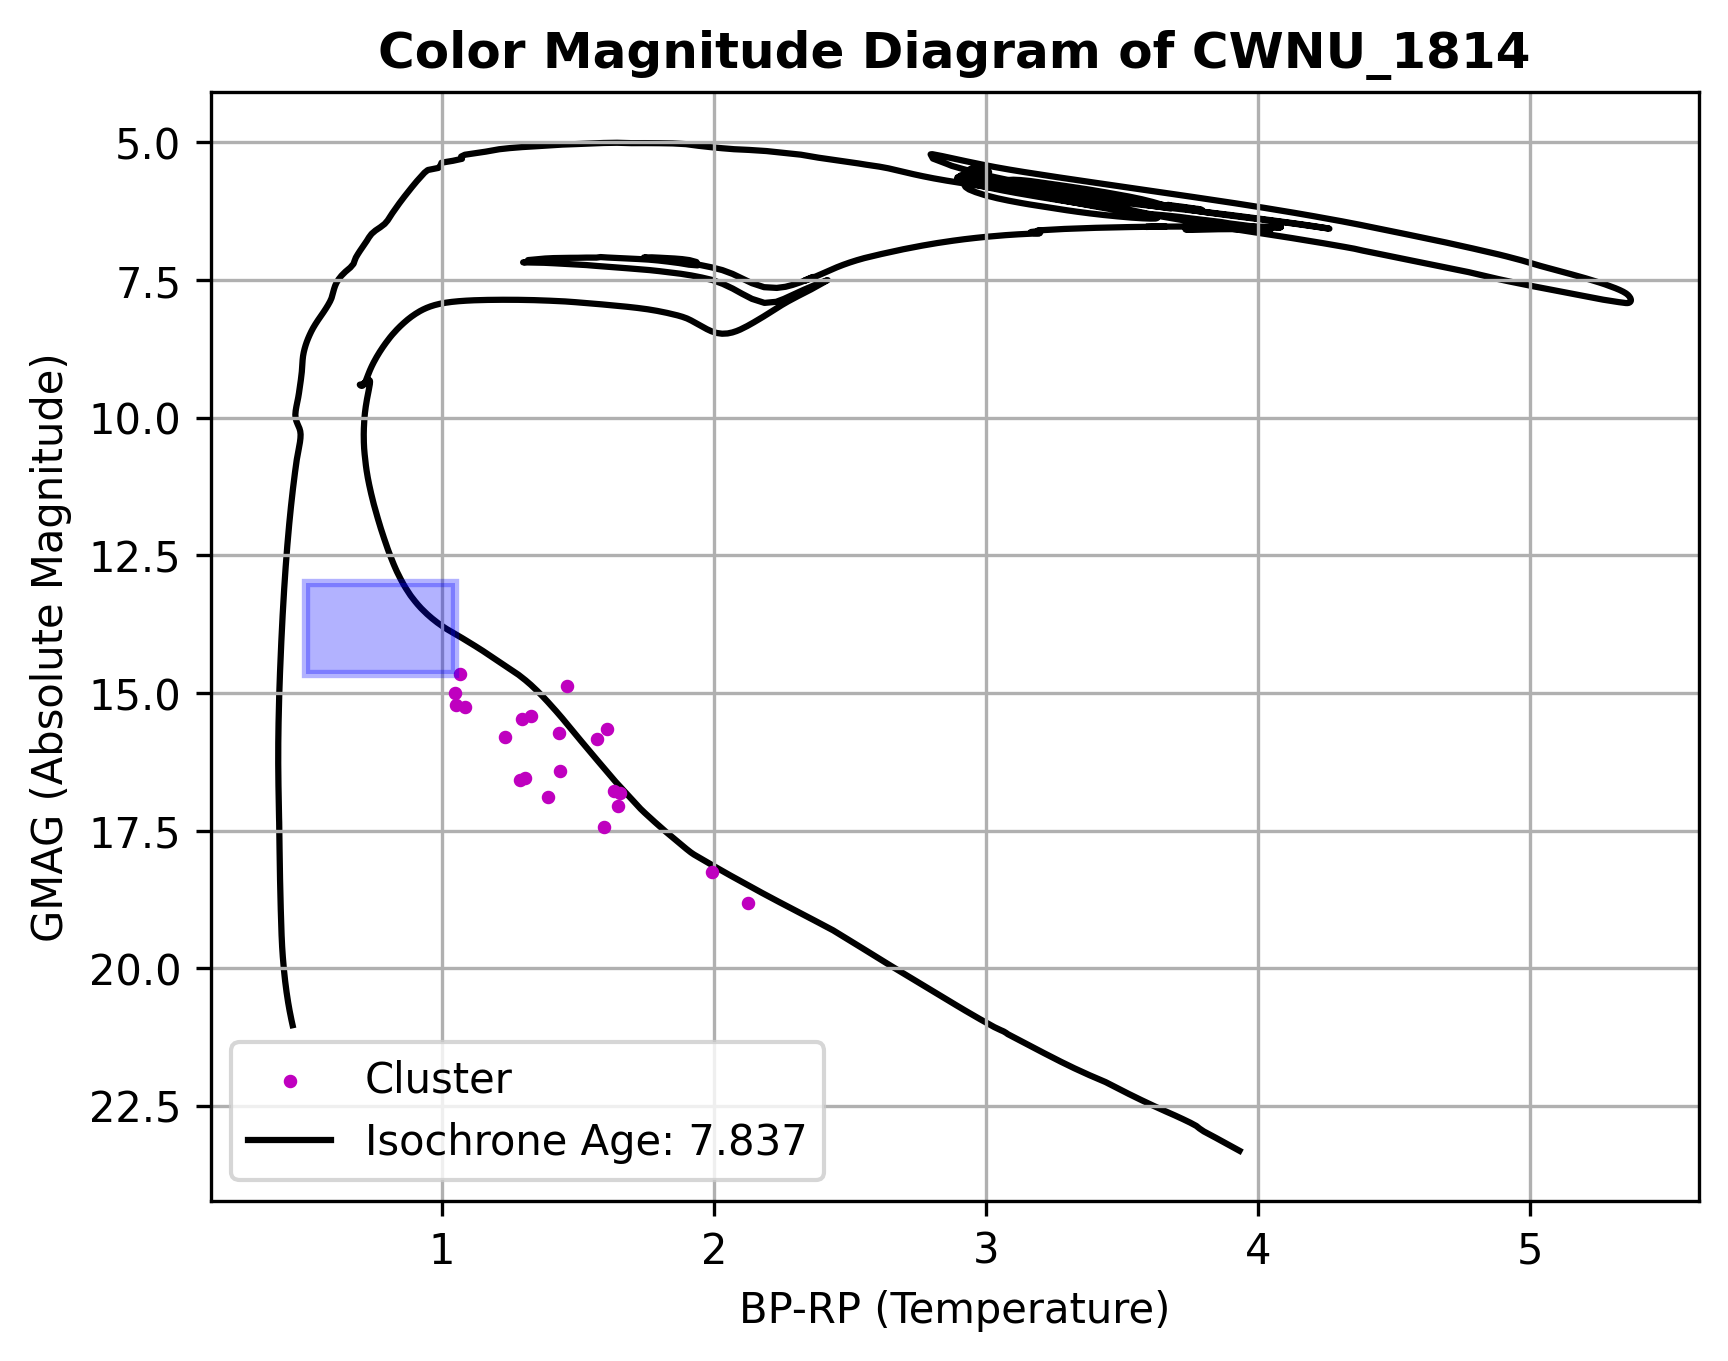 Color Magnitude Diagram of CWNU_1814
GMAG (Absolute Magnitude)
5.0
7.5
10.0
12.5
15.0
17.5
20.0
22.5
Cluster
Isochrone Age: 7.837
1 2 3 4 5
BP-RP (Temperature)